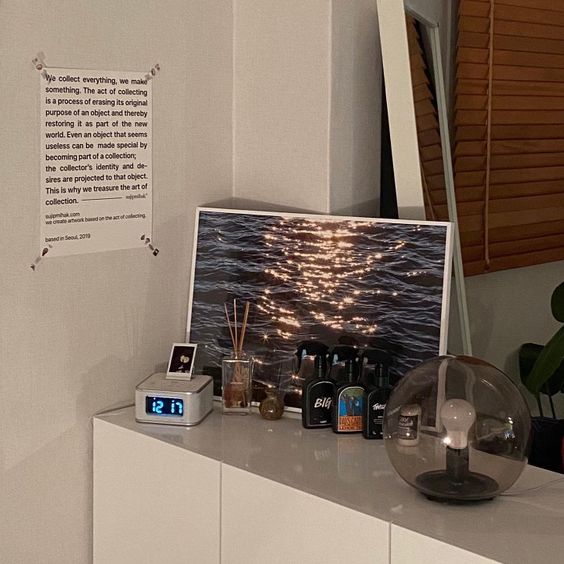 We collect everything, we make
something. The act of collecting
is a process of erasing its original
purpose of an object and thereby
restoring it as part of the new
world. Even an object that seems
useless can be made special by
becoming part of a collection;
the collector's identity and de-
sires are projected to that object.
This is why we treasure the art of
collection. sujipmihak®
sujipmihak.com
we create artwork based on the act of collecting.
based in Seoul, 2019
12 17
BIG